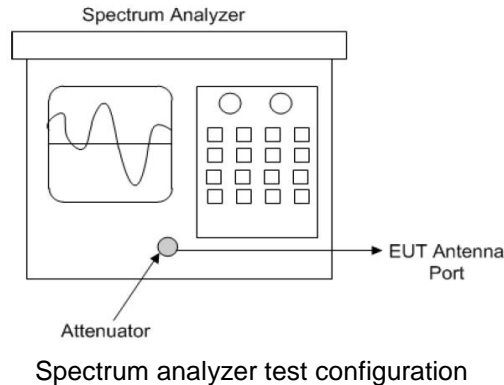 Spectrum Analyzer
EUT Antenna
Port
Attenuator
Spectrum analyzer test configuration